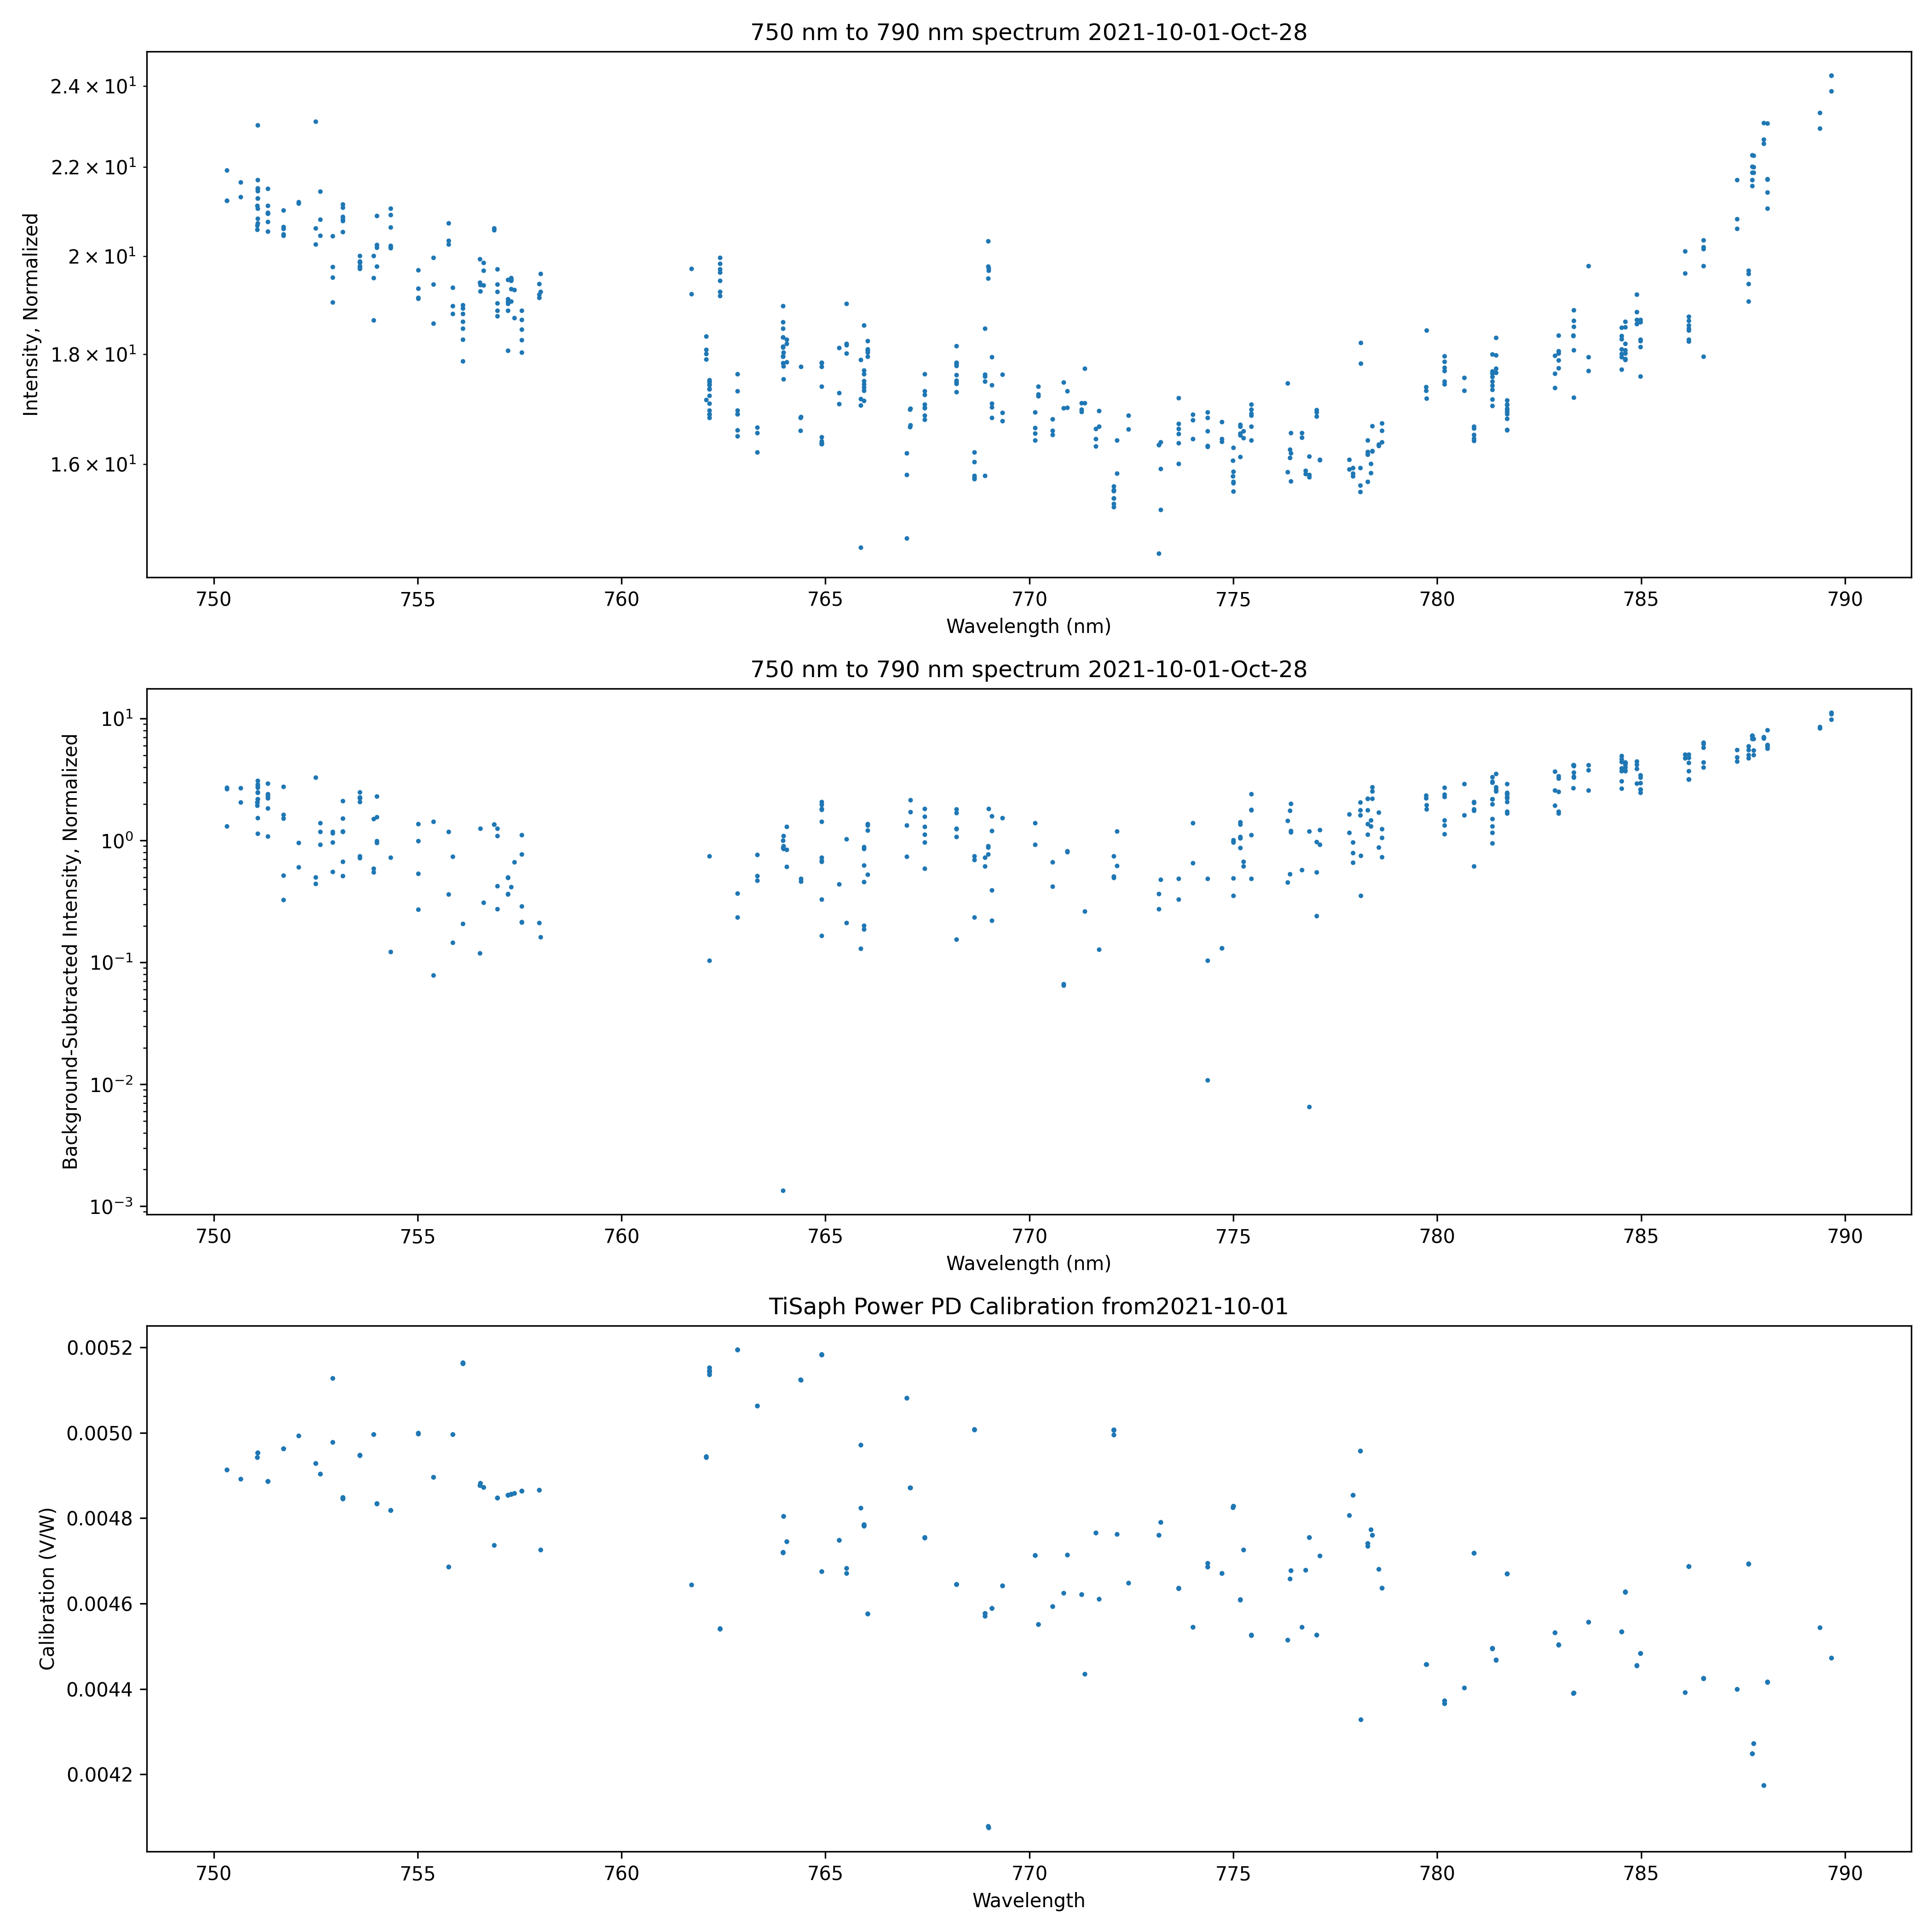 750 nm to 790 nm spectrum 2021-10-01-Oct-28
Intensity, Normalized
2.4 × 10¹
2.2 × 10¹
2 × 10¹
1.8 × 10¹
1.6 × 10¹
750 755 760 765 770 775 780 785 790
Wavelength (nm)
750 nm to 790 nm spectrum 2021-10-01-Oct-28
Background-Subtracted Intensity, Normalized
10¹
10⁰
10⁻¹
10⁻²
10⁻³
750 755 760 765 770 775 780 785 790
Wavelength (nm)
TiSaph Power PD Calibration from2021-10-01
Calibration (V/W)
0.0052
0.0050
0.0048
0.0046
0.0044
0.0042
750 755 760 765 770 775 780 785 790
Wavelength